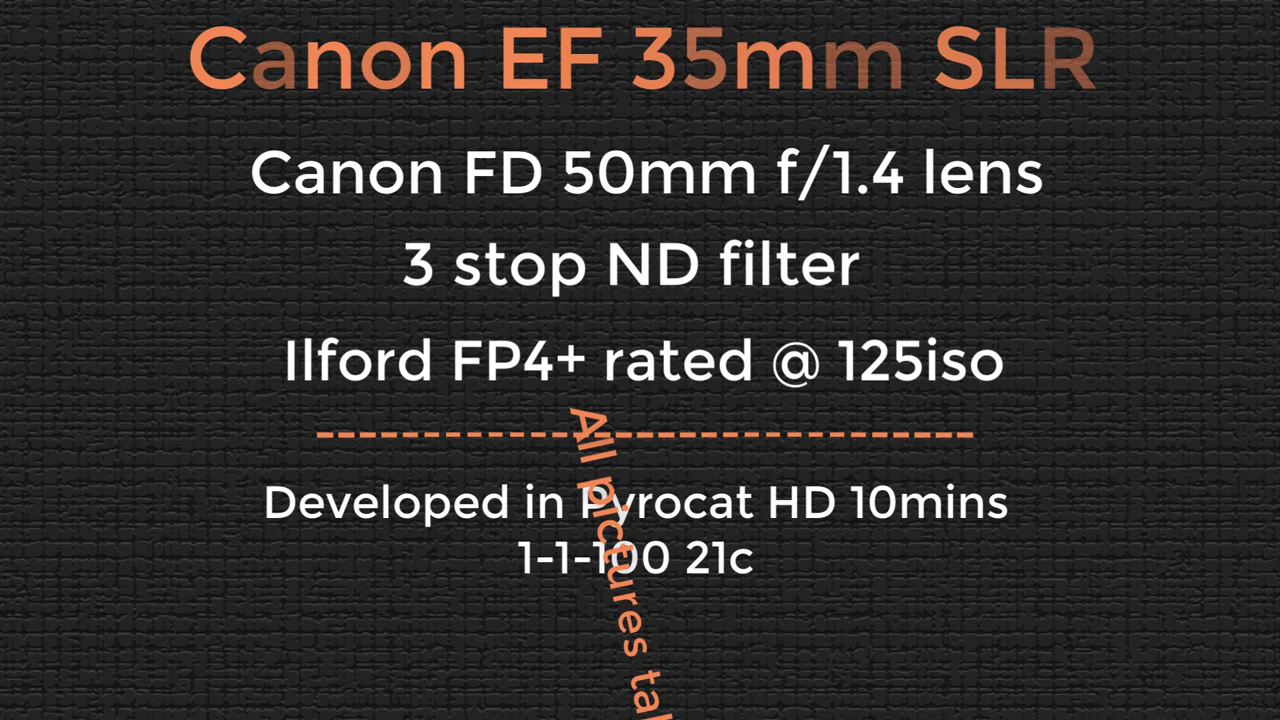 Canon EF 35mm SLR
Canon FD 50mm f/1.4 lens
3 stop ND filter
Ilford FP4+ rated @ 125iso
-------------------------------
Developed in Pyrocat HD 10mins
1-1-100 21c
All pictures